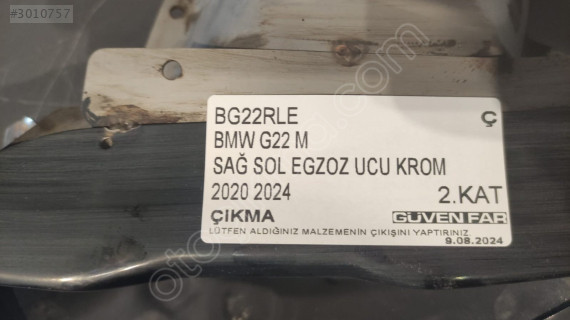 #3010757
BG22RLE Ç
BMW G22 M
SAĞ SOL EGZOZ UCU KROM
2020 2024 2.KAT
ÇIKMA GÜVEN FAR
LÜTFEN ALDIĞINIZ MALZEMENİN ÇIKIŞINI YAPTIRINIZ
9.08.2024